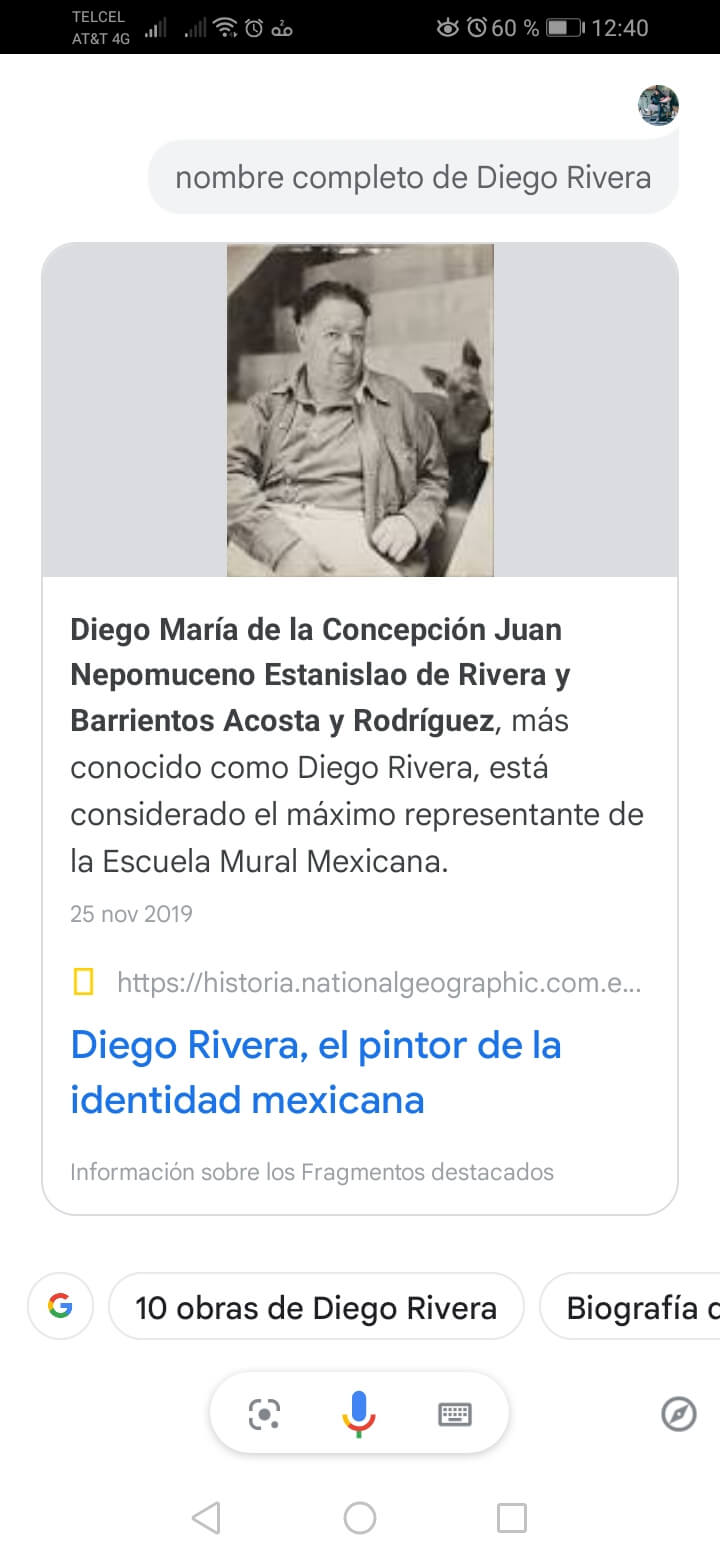 TELCEL
AT&T 4G
60 %
12:40
nombre completo de Diego Rivera
Diego María de la Concepción Juan
Nepomuceno Estanislao de Rivera y
Barrientos Acosta y Rodríguez, más
conocido como Diego Rivera, está
considerado el máximo representante de
la Escuela Mural Mexicana.
25 nov 2019
https://historia.nationalgeographic.com.e...
Diego Rivera, el pintor de la
identidad mexicana
Información sobre los Fragmentos destacados
G
10 obras de Diego Rivera
Biografía